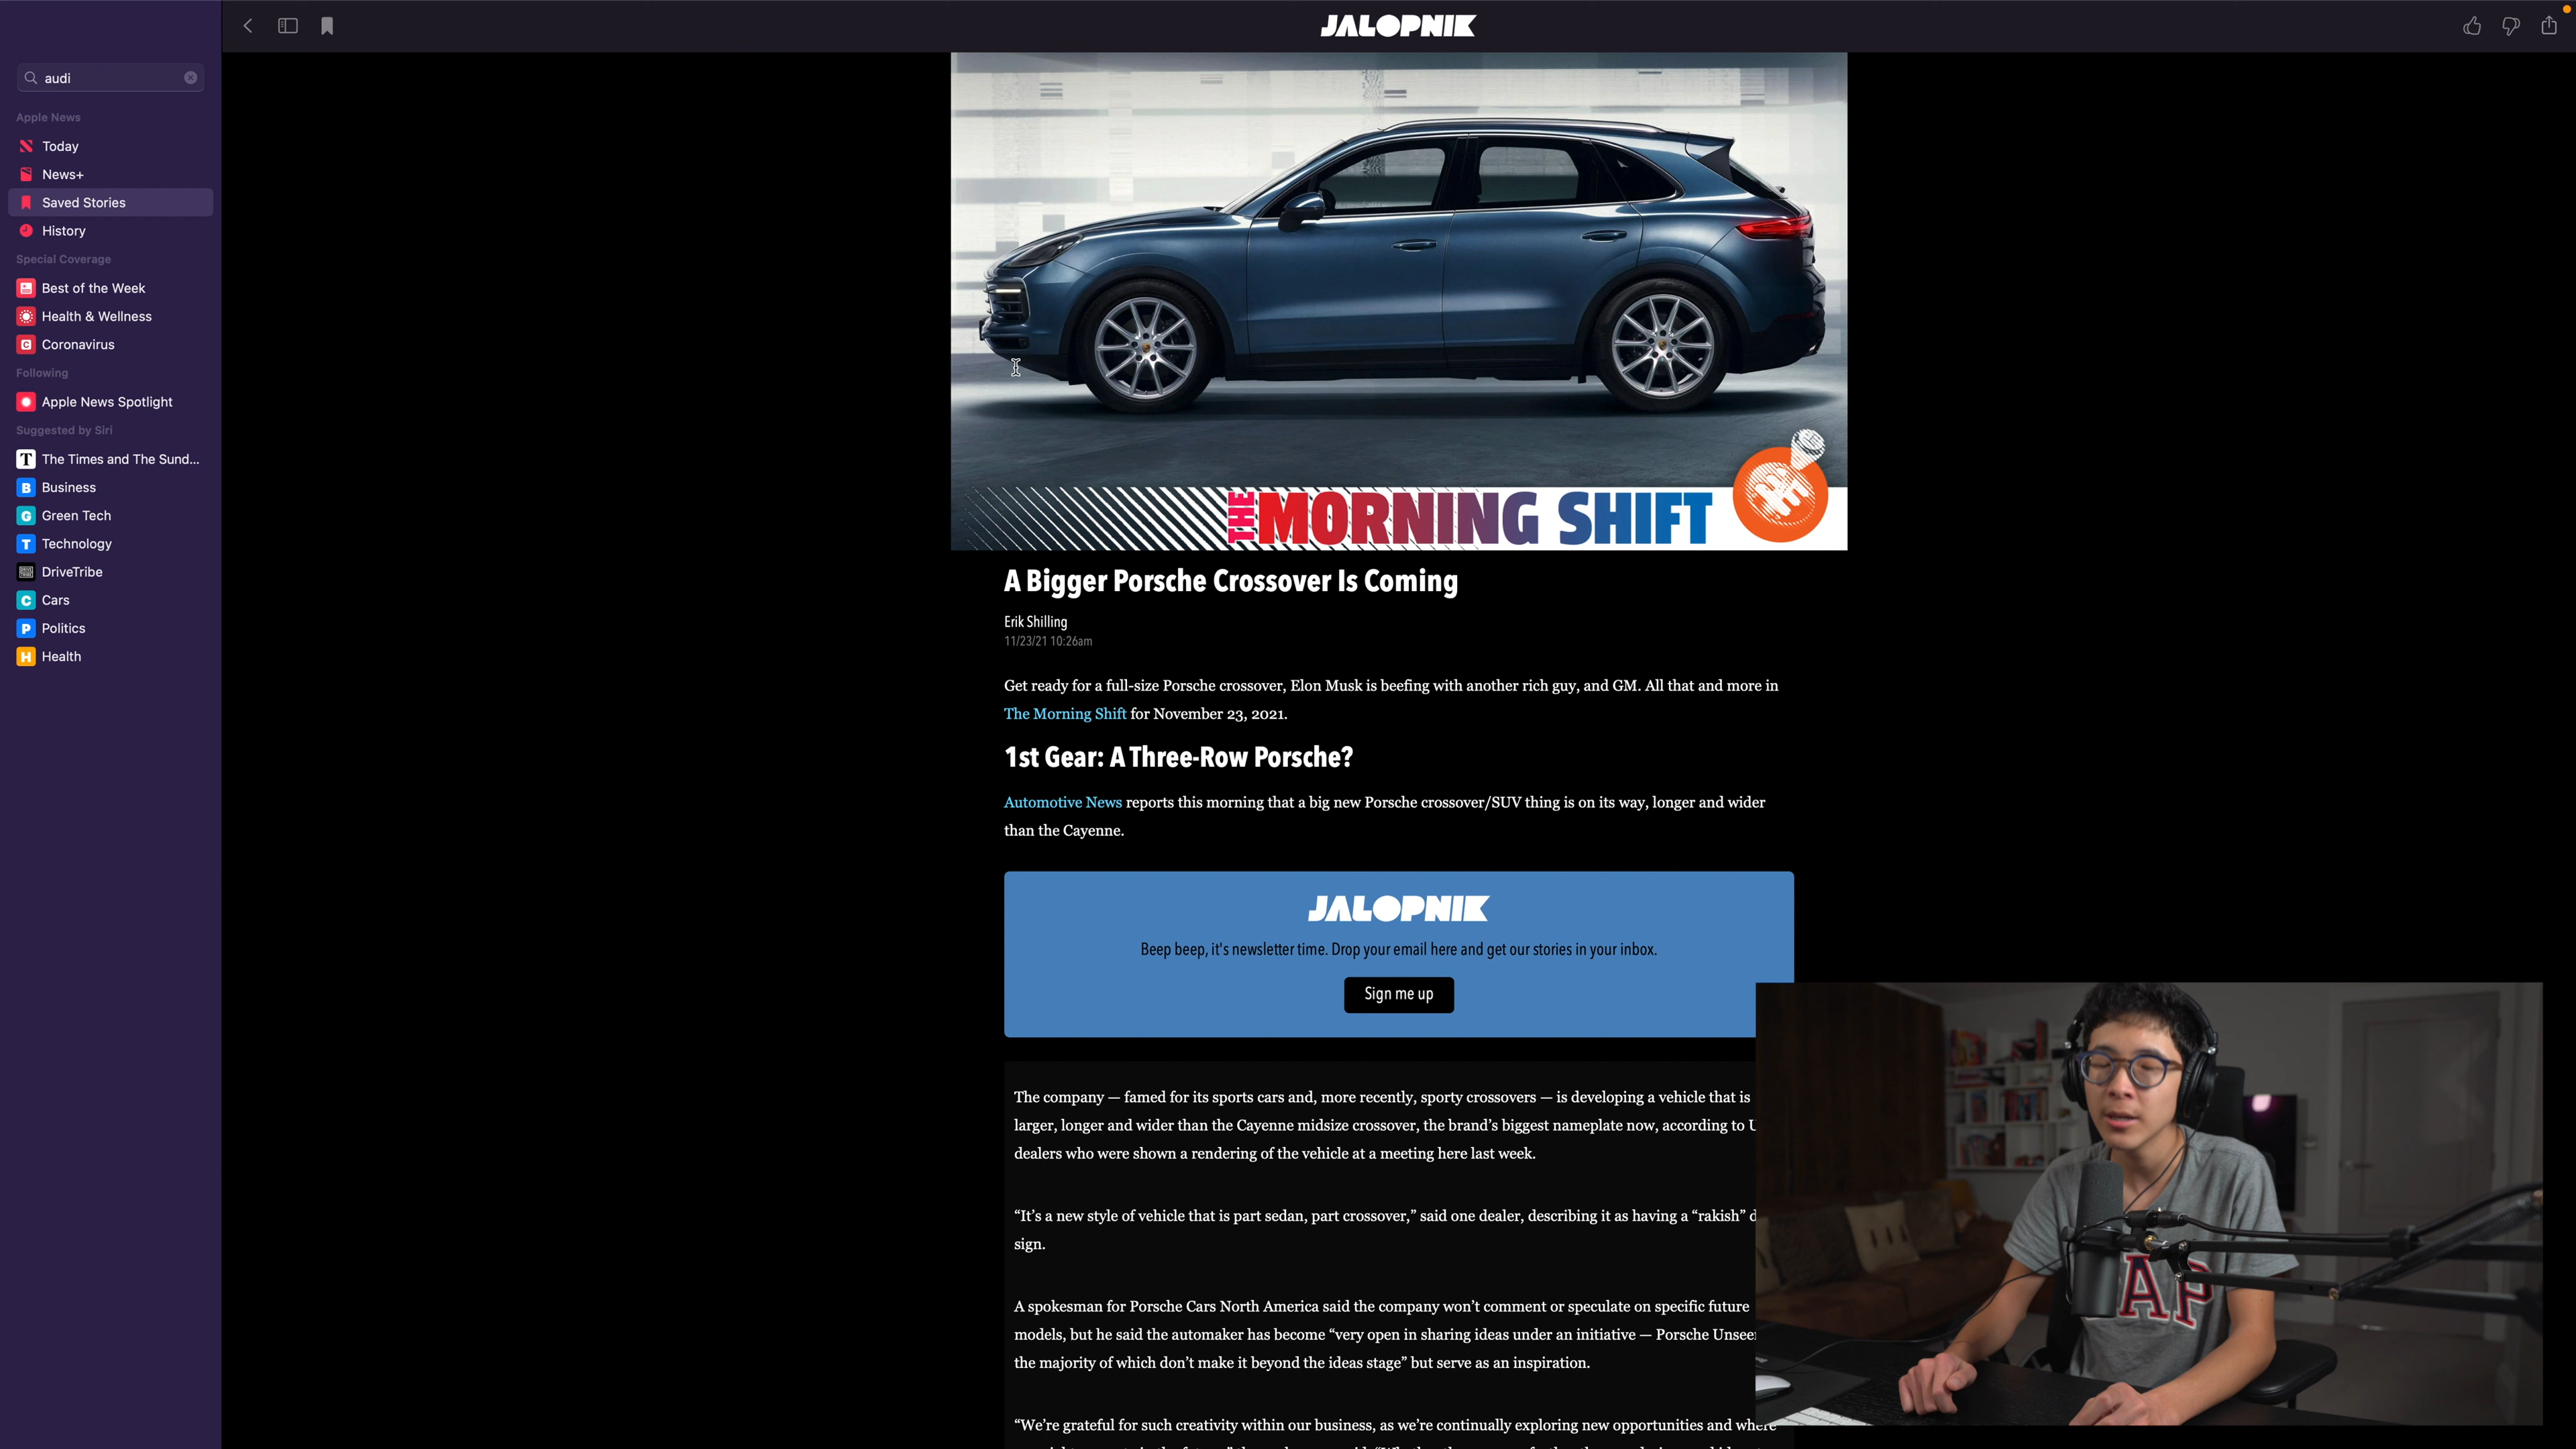 JALOPNIK
audi
Apple News
Today
News+
Saved Stories
History
Special Coverage
Best of the Week
Health & Wellness
Coronavirus
Following
Apple News Spotlight
Suggested by Siri
The Times and The Sund...
Business
Green Tech
Technology
DriveTribe
Cars
Politics
Health
THE MORNING SHIFT
A Bigger Porsche Crossover Is Coming
Erik Shilling
11/23/21 10:26am
Get ready for a full-size Porsche crossover, Elon Musk is beefing with another rich guy, and GM. All that and more in
The Morning Shift for November 23, 2021.
1st Gear: A Three-Row Porsche?
Automotive News reports this morning that a big new Porsche crossover/SUV thing is on its way, longer and wider
than the Cayenne.
JALOPNIK
Beep beep, it's newsletter time. Drop your email here and get our stories in your inbox.
Sign me up
The company — famed for its sports cars and, more recently, sporty crossovers — is developing a vehicle that is
larger, longer and wider than the Cayenne midsize crossover, the brand’s biggest nameplate now, according to
dealers who were shown a rendering of the vehicle at a meeting here last week.
“It’s a new style of vehicle that is part sedan, part crossover,” said one dealer, describing it as having a “rakish” d
sign.
A spokesman for Porsche Cars North America said the company won’t comment or speculate on specific future
models, but he said the automaker has become “very open in sharing ideas under an initiative — Porsche Unsee
the majority of which don’t make it beyond the ideas stage” but serve as an inspiration.
“We’re grateful for such creativity within our business, as we’re continually exploring new opportunities and where
AP